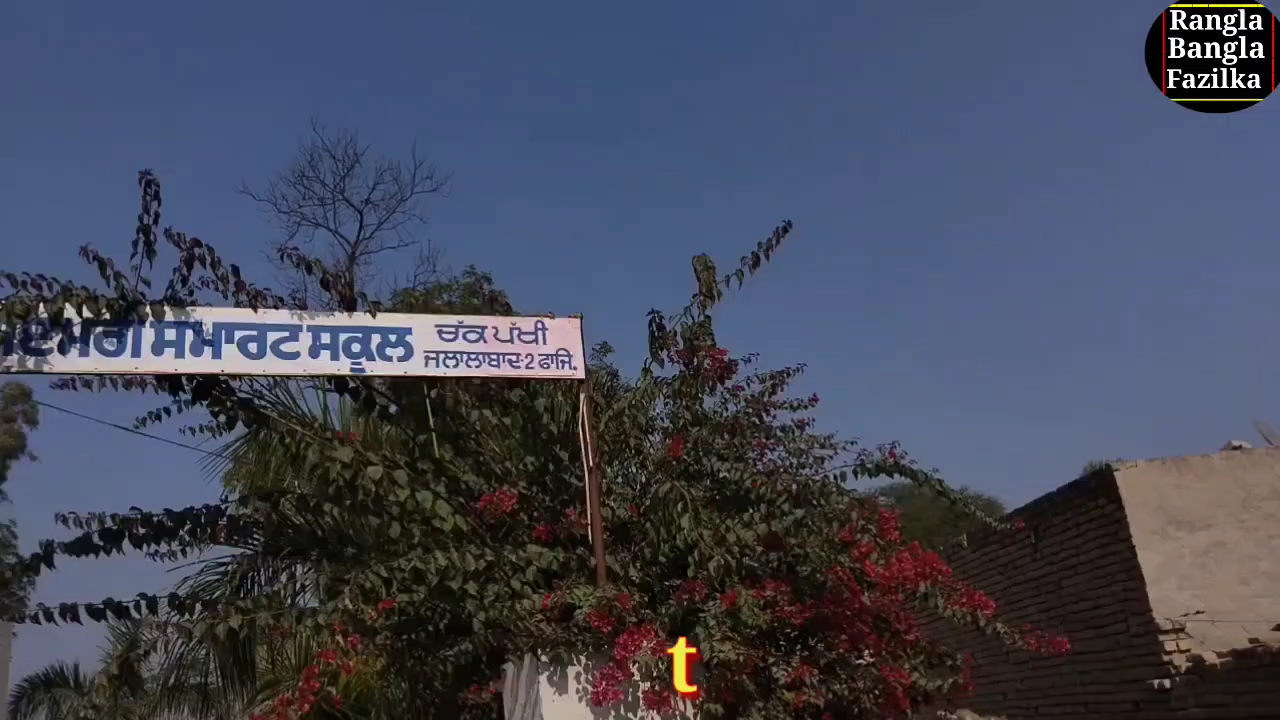 Rangla
Bangla
Fazilka
ਸਮਾਰਟ ਸਕੂਲ
ਚੱਕ ਪੱਖੀ
ਜਲਾਲਾਬਾਦ-2 ਫਾਜਿ.
t